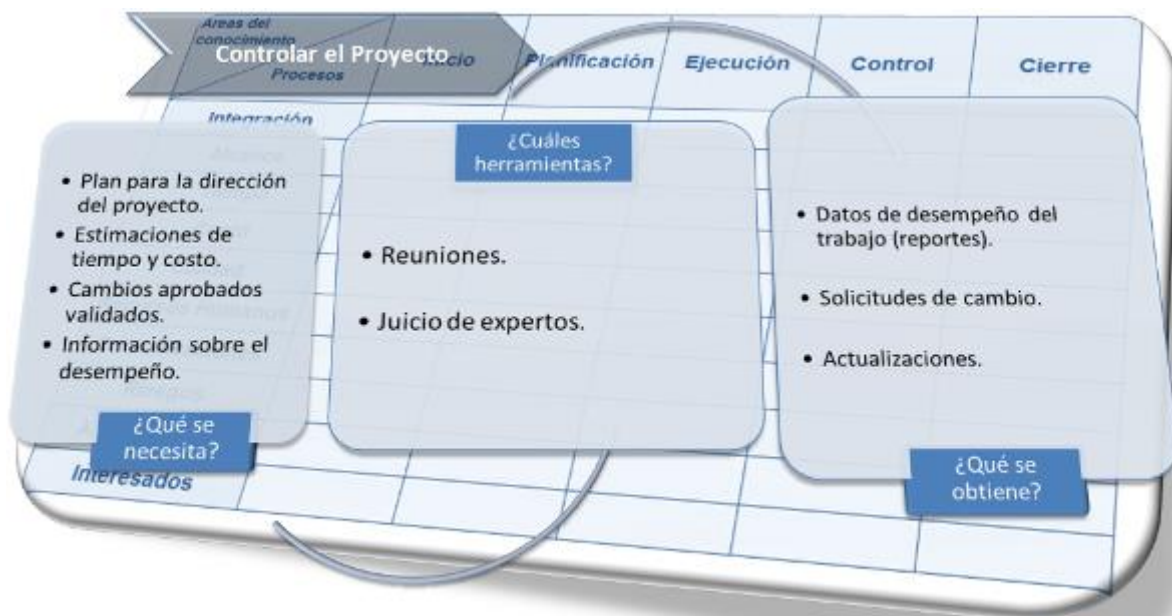 Áreas del
conocimiento
Procesos
Controlar el Proyecto
Inicio
Planificación
Ejecución
Control
Cierre
Integración
• Plan para la dirección
del proyecto.
• Estimaciones de
tiempo y costo.
• Cambios aprobados
validados.
• Información sobre el
desempeño.
¿Qué se
necesita?
Interesados
¿Cuáles
herramientas?
• Reuniones.
• Juicio de expertos.
• Datos de desempeño del
trabajo (reportes).
• Solicitudes de cambio.
• Actualizaciones.
¿Qué se
obtiene?